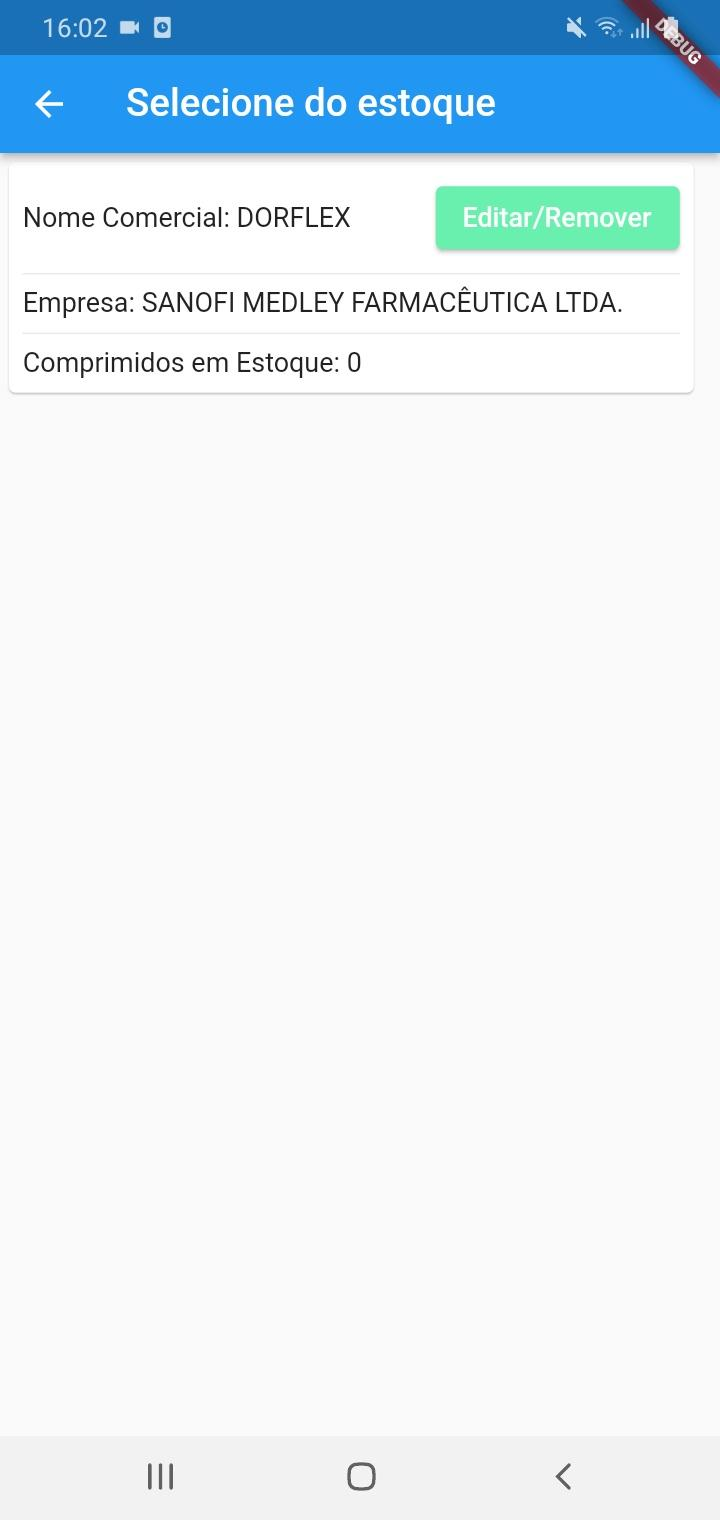 16:02
DEBUG
Selecione do estoque
Nome Comercial: DORFLEX
Editar/Remover
Empresa: SANOFI MEDLEY FARMACÊUTICA LTDA.
Comprimidos em Estoque: 0